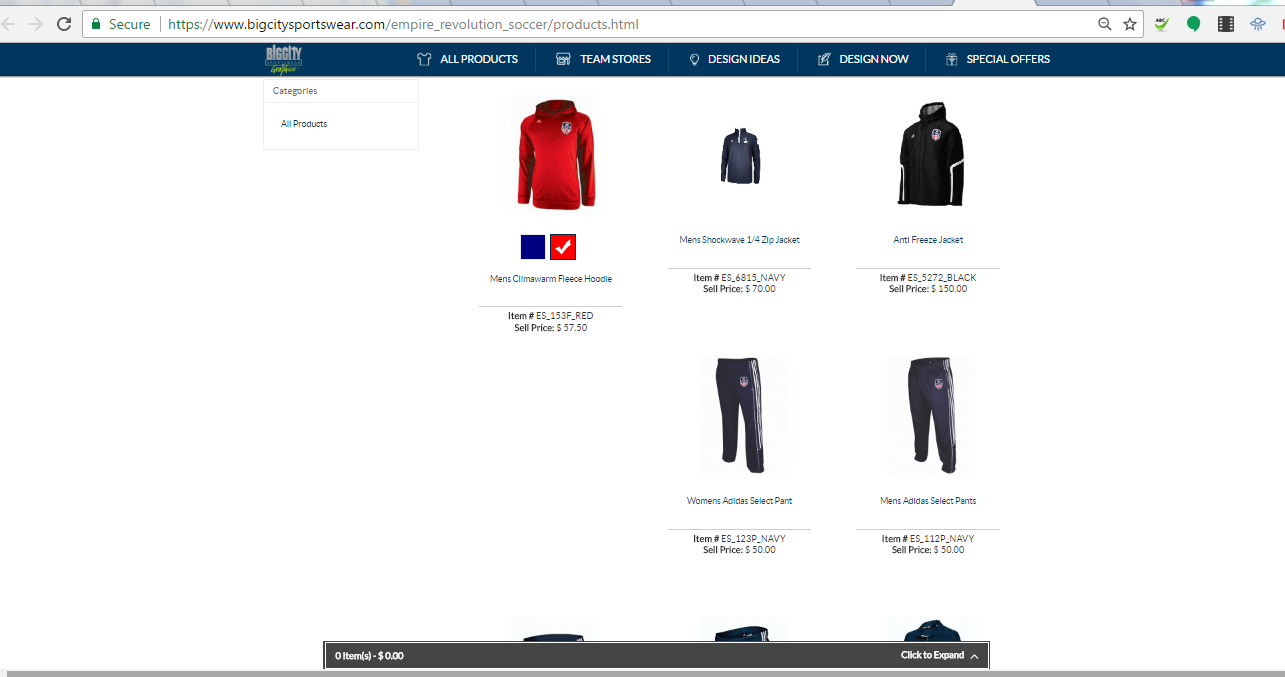 Secure https://www.bigcitysportswear.com/empire_revolution_soccer/products.html
ABC
BIGCITY
SPORTSWEAR
Graphics
ALL PRODUCTS
TEAM STORES
DESIGN IDEAS
DESIGN NOW
SPECIAL OFFERS
Categories
All Products
Mens Climawarm Fleece Hoodie
Item # ES_153F_RED
Sell Price: $ 57.50
Mens Shockwave 1/4 Zip Jacket
Item # ES_6815_NAVY
Sell Price: $ 70.00
Anti Freeze Jacket
Item # ES_5272_BLACK
Sell Price: $ 150.00
Womens Adidas Select Pant
Item # ES_123P_NAVY
Sell Price: $ 50.00
Mens Adidas Select Pants
Item # ES_112P_NAVY
Sell Price: $ 50.00
0 Item(s) - $ 0.00
Click to Expand